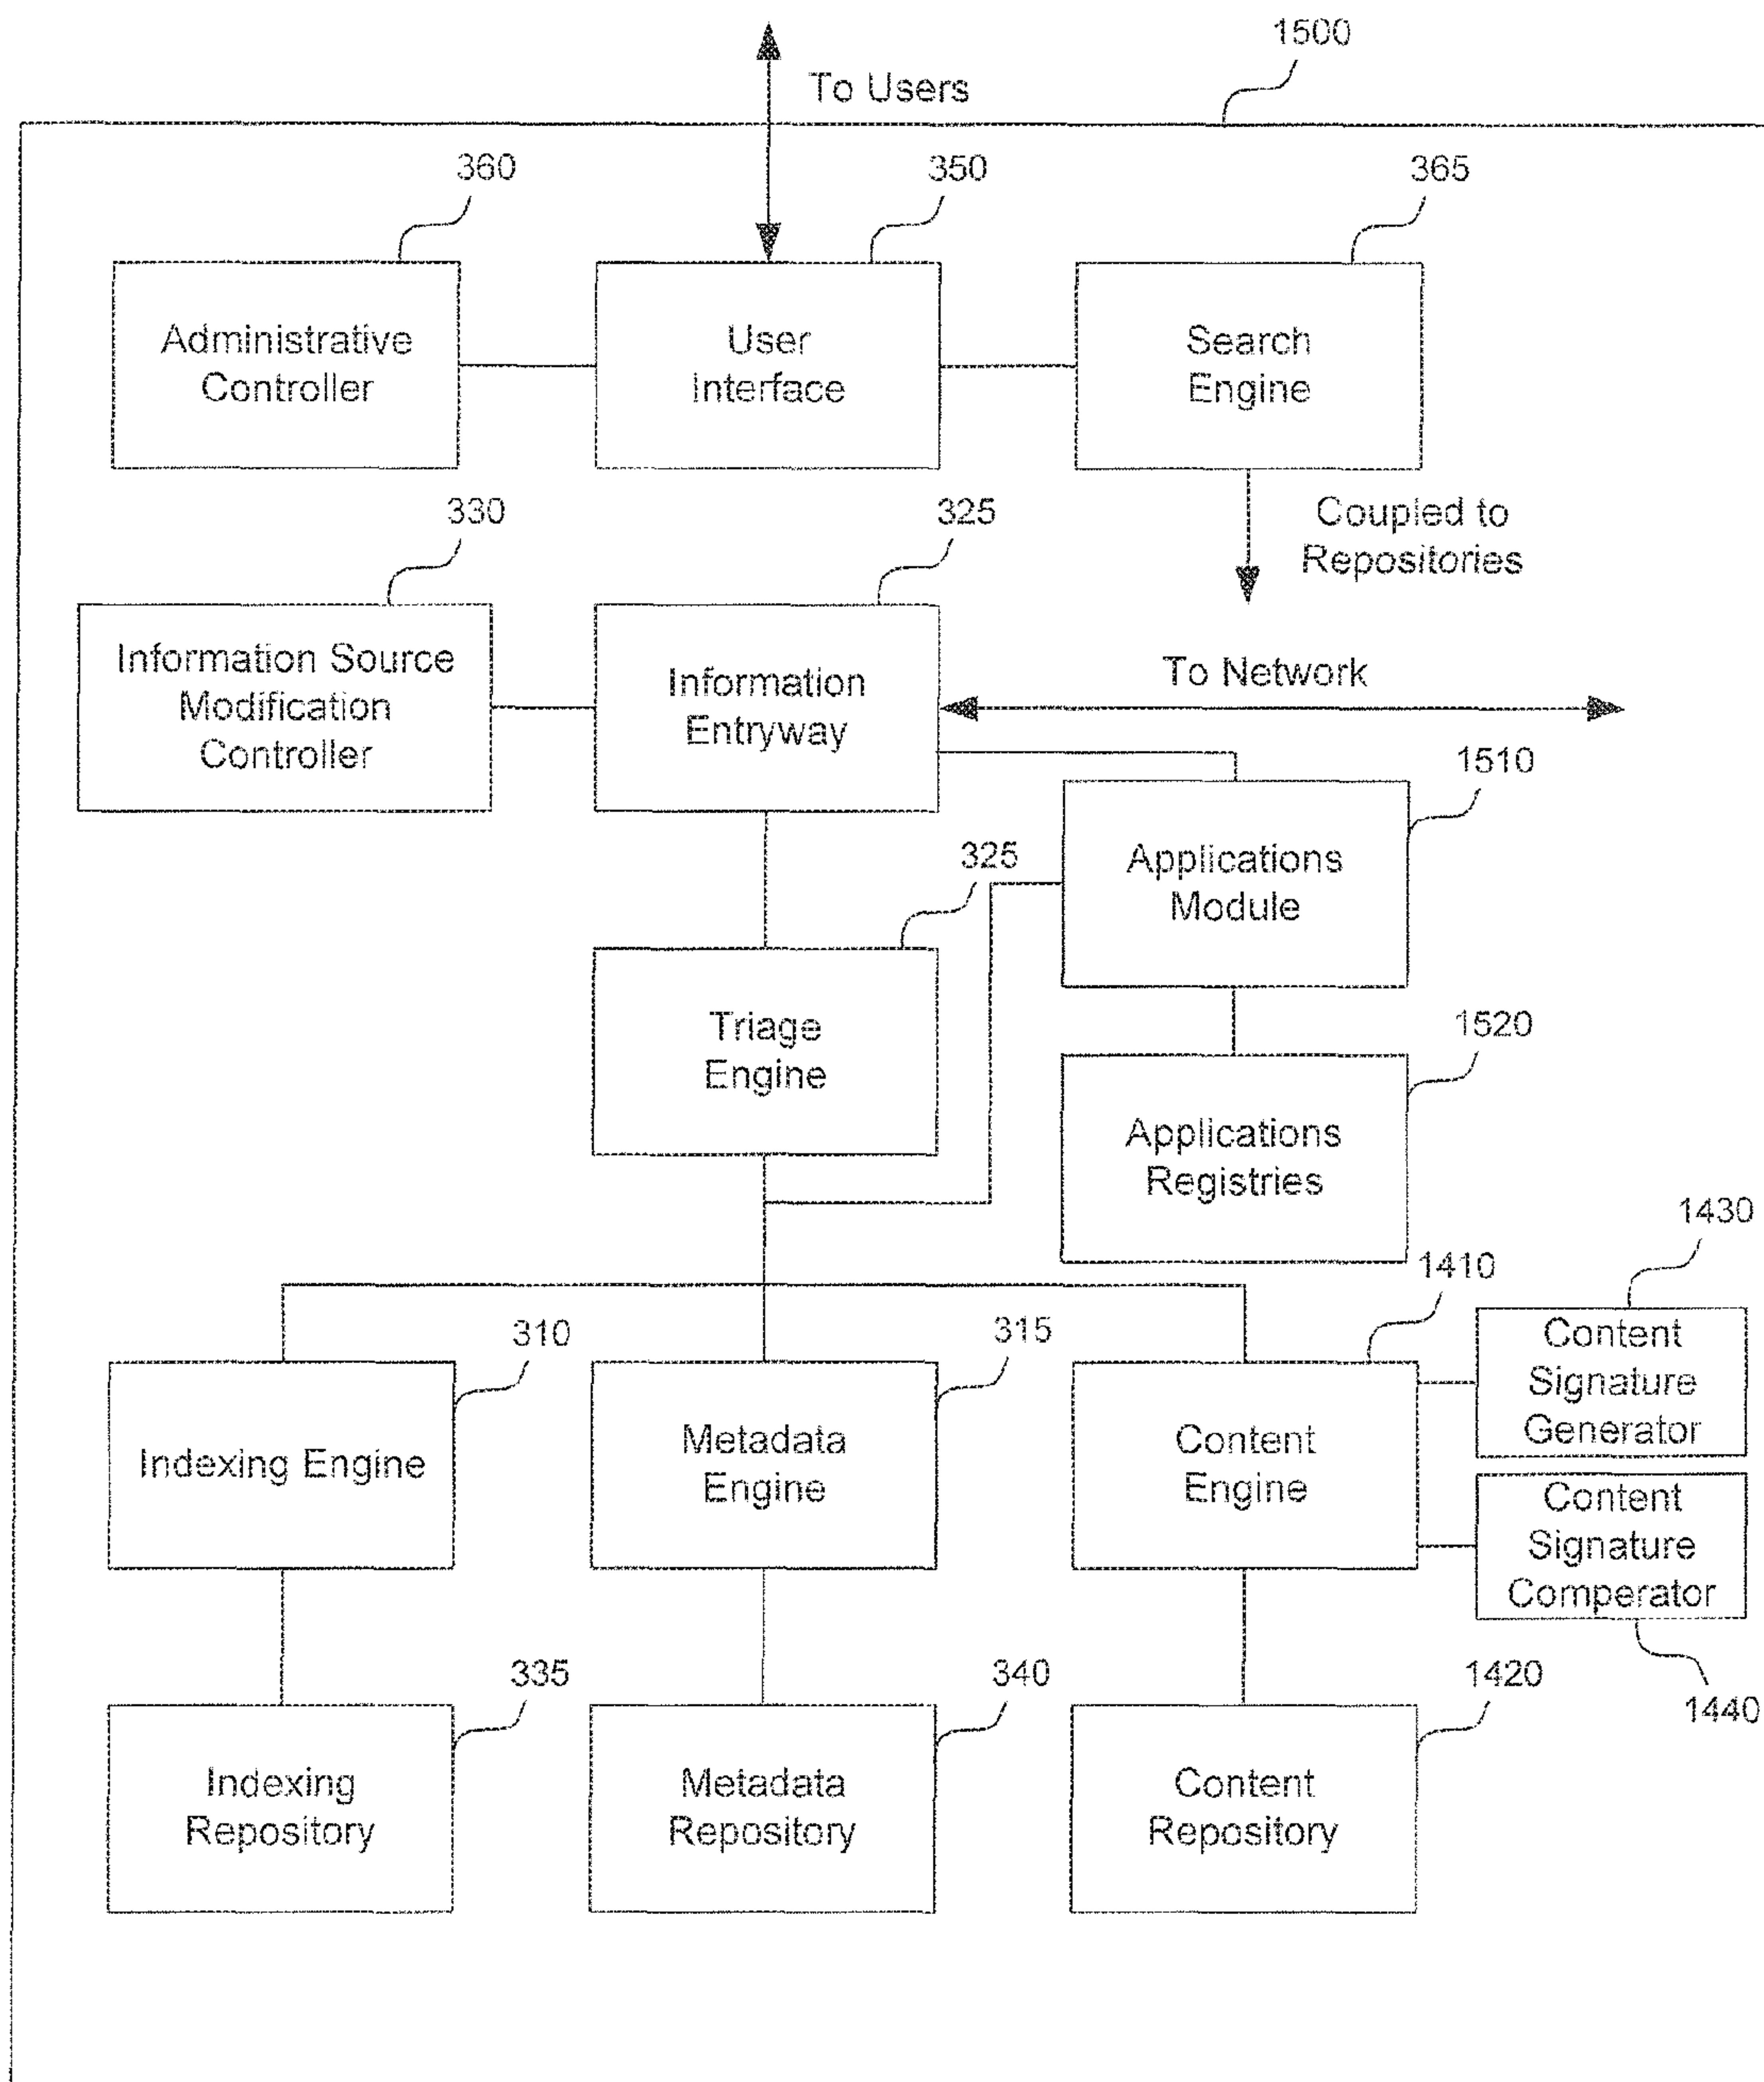 1500
To Users
360
350
365
Administrative
Controller
User
Interface
Search
Engine
330
325
Coupled to
Repositories
Information Source
Modification
Controller
Information
Entryway
To Network
1510
325
Applications
Module
Triage
Engine
1520
Applications
Registries
1430
1410
310
315
Content
Signature
Generator
Indexing Engine
Metadata
Engine
Content
Engine
Content
Signature
Comperator
335
340
1420
1440
Indexing
Repository
Metadata
Repository
Content
Repository